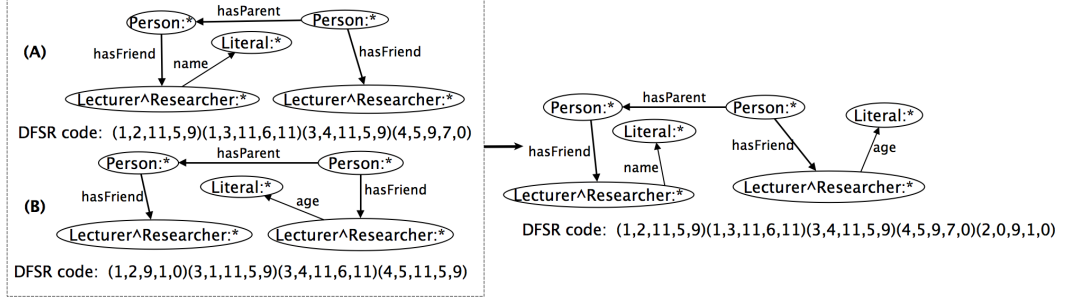 hasParent
Person:*
Person:*
(A)
hasFriend
Literal:*
name
hasFriend
Lecturer^Researcher:*
Lecturer^Researcher:*
DFSR code: (1,2,11,5,9)(1,3,11,6,11)(3,4,11,5,9)(4,5,9,7,0)
hasParent
Person:*
Person:*
hasFriend
Literal:*
hasFriend
age
(B)
Lecturer^Researcher:*
Lecturer^Researcher:*
DFSR code: (1,2,9,1,0)(3,1,11,5,9)(3,4,11,6,11)(4,5,11,5,9)
hasParent
Person:*
Person:*
Literal:*
Literal:*
hasFriend
name
hasFriend
age
Lecturer^Researcher:*
Lecturer^Researcher:*
DFSR code: (1,2,11,5,9)(1,3,11,6,11)(3,4,11,5,9)(4,5,9,7,0)(2,0,9,1,0)